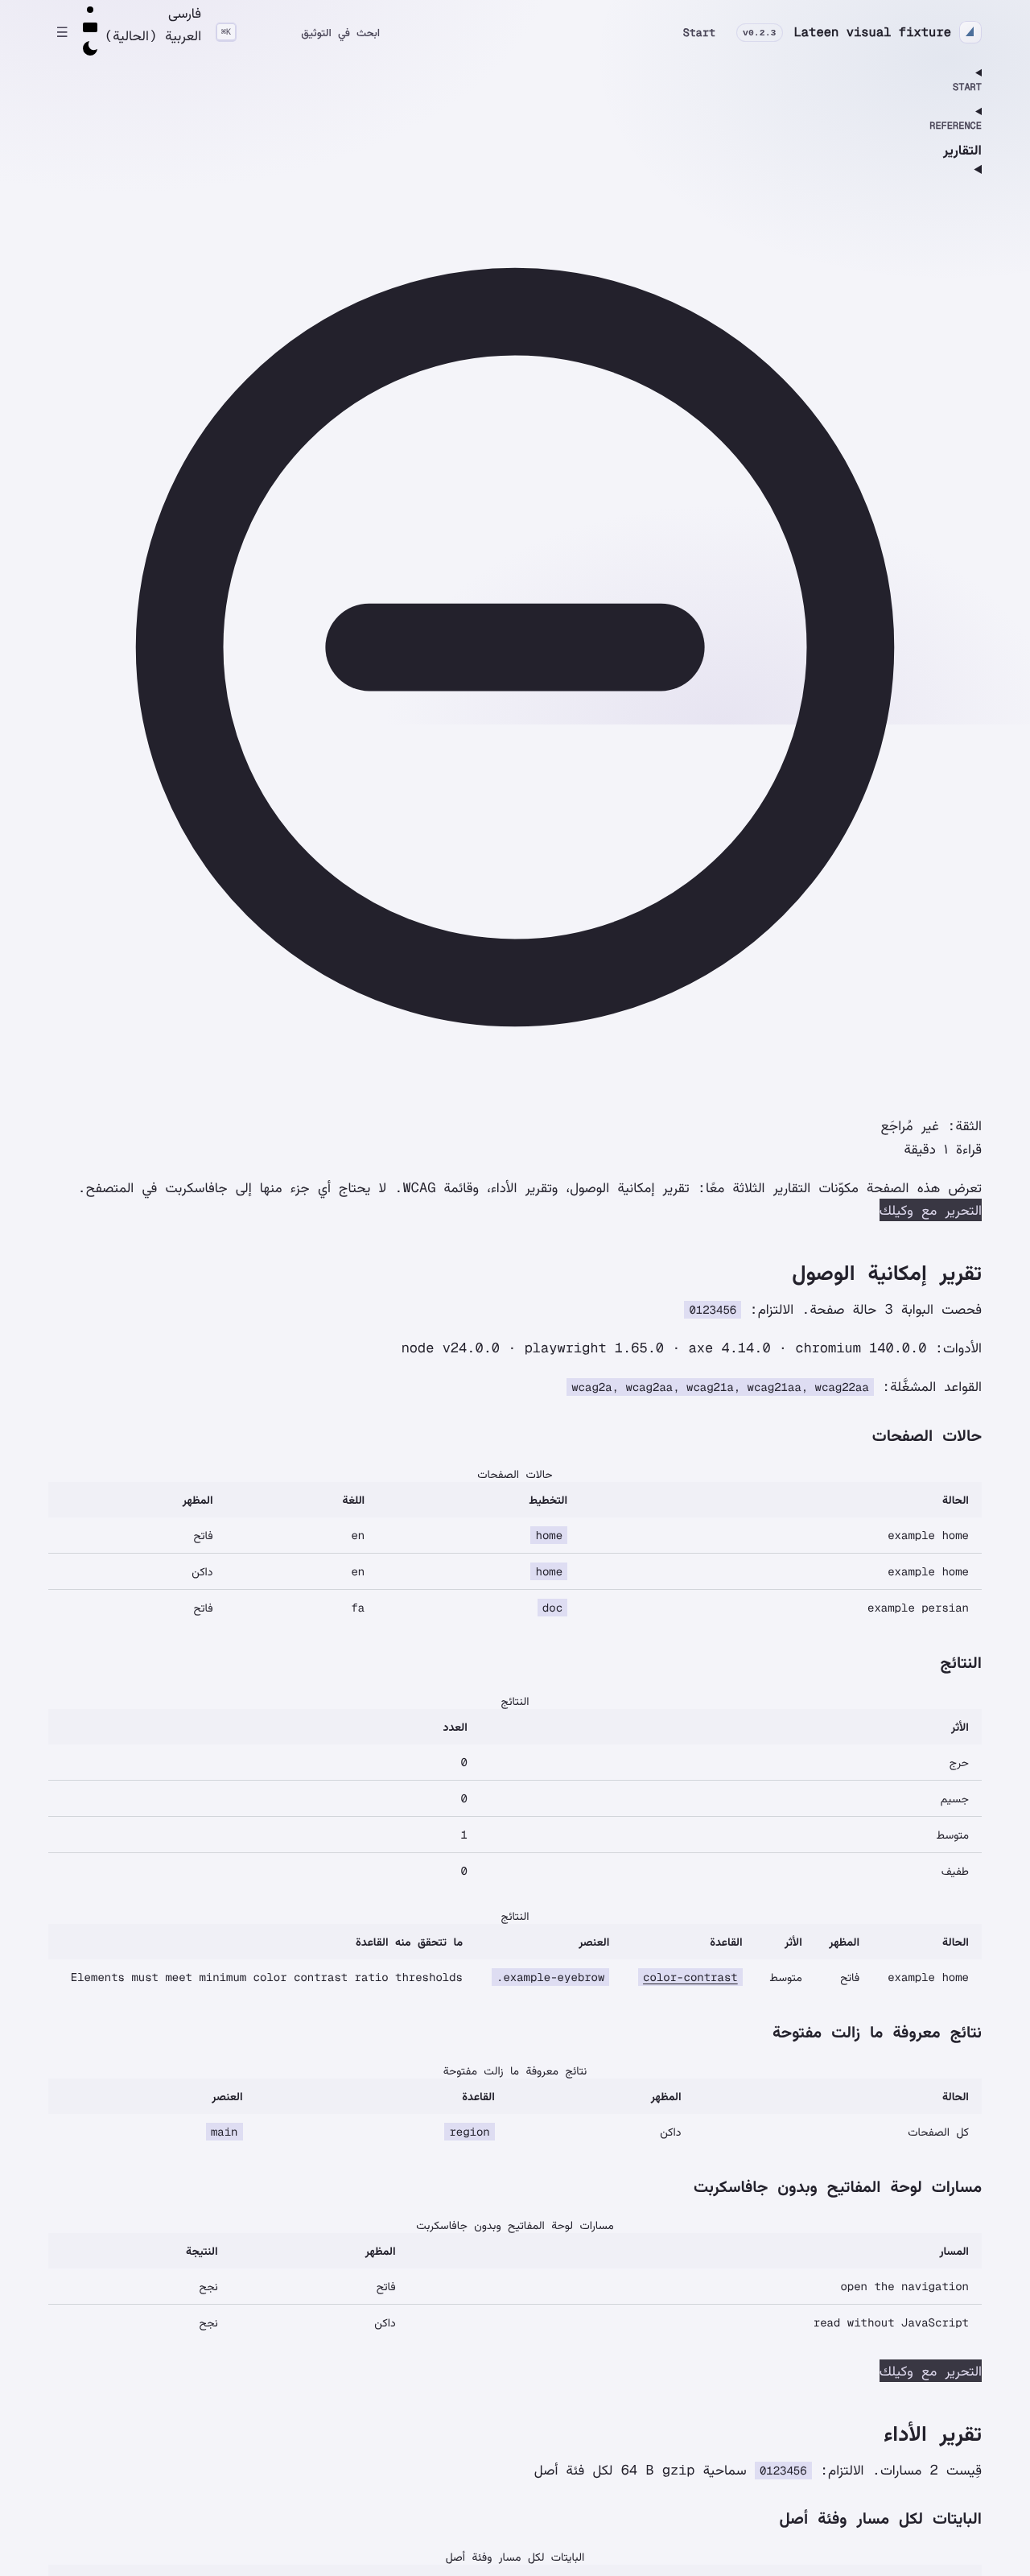 Lateen visual fixture v0.2.3 Start ابحث في التوثيق ⌘K
فارسی
العربية (الحالية)
START
REFERENCE
التقارير
الثقة: غير مُراجَع
قراءة ١ دقيقة
تعرض هذه الصفحة مكوّنات التقارير الثلاثة معًا: تقرير إمكانية الوصول، وتقرير الأداء، وقائمة WCAG. لا يحتاج أي جزء منها إلى جافاسكربت في المتصفح.
التحرير مع وكيلك
تقرير إمكانية الوصول
فحصت البوابة 3 حالة صفحة. الالتزام: 0123456
الأدوات: node v24.0.0 · playwright 1.65.0 · axe 4.14.0 · chromium 140.0.0
القواعد المشغَّلة: wcag2a, wcag2aa, wcag21a, wcag21aa, wcag22aa
حالات الصفحات
حالات الصفحات
الحالة التخطيط اللغة المظهر
example home home en فاتح
example home home en داكن
example persian doc fa فاتح
النتائج
النتائج
الأثر العدد
حرج 0
جسيم 0
متوسط 1
طفيف 0
النتائج
الحالة المظهر الأثر القاعدة العنصر ما تتحقق منه القاعدة
example home فاتح متوسط color-contrast .example-eyebrow Elements must meet minimum color contrast ratio thresholds
نتائج معروفة ما زالت مفتوحة
نتائج معروفة ما زالت مفتوحة
الحالة المظهر القاعدة العنصر
كل الصفحات داكن region main
مسارات لوحة المفاتيح وبدون جافاسكربت
مسارات لوحة المفاتيح وبدون جافاسكربت
المسار المظهر النتيجة
open the navigation فاتح نجح
read without JavaScript داكن نجح
التحرير مع وكيلك
تقرير الأداء
قِيست 2 مسارات. الالتزام: 0123456 سماحية 64 B gzip لكل فئة أصل
البايتات لكل مسار وفئة أصل
البايتات لكل مسار وفئة أصل